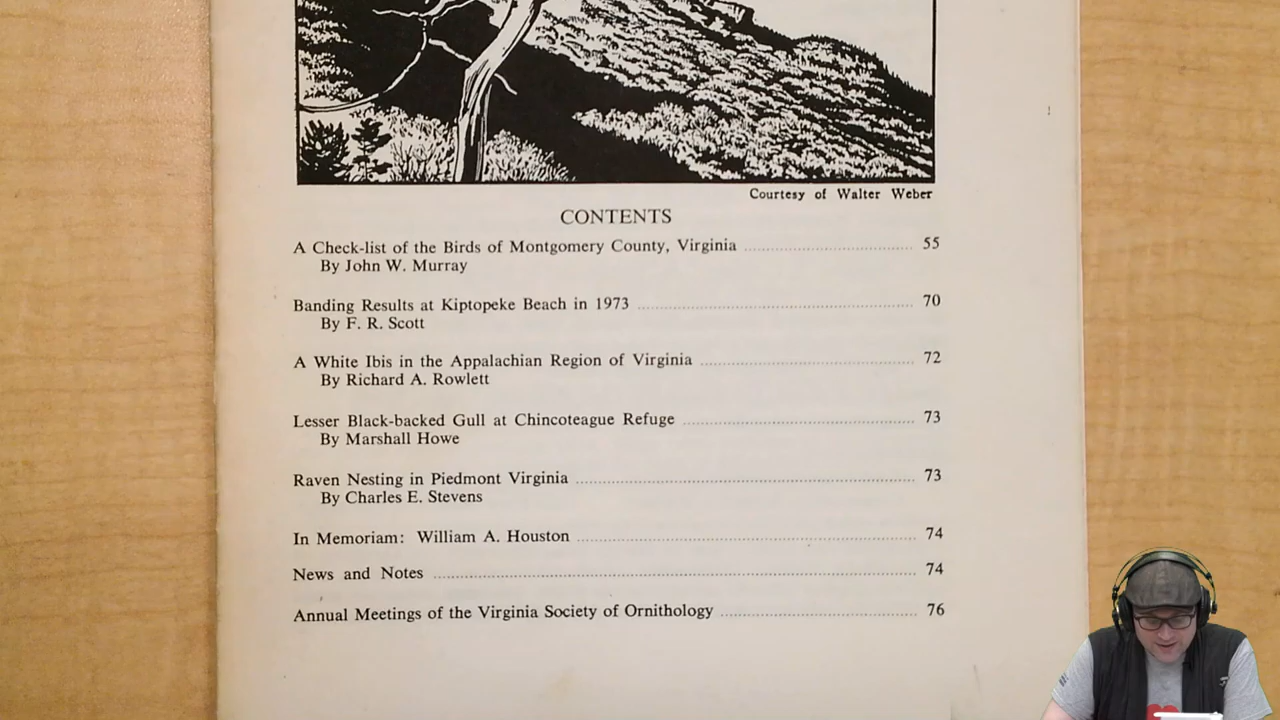 Courtesy of Walter Weber
CONTENTS
A Check-list of the Birds of Montgomery County, Virginia ........ 55
By John W. Murray
Banding Results at Kiptopeke Beach in 1973 ........ 70
By F. R. Scott
A White Ibis in the Appalachian Region of Virginia ........ 72
By Richard A. Rowlett
Lesser Black-backed Gull at Chincoteague Refuge ........ 73
By Marshall Howe
Raven Nesting in Piedmont Virginia ........ 73
By Charles E. Stevens
In Memoriam: William A. Houston ........ 74
News and Notes ........ 74
Annual Meetings of the Virginia Society of Ornithology ........ 76